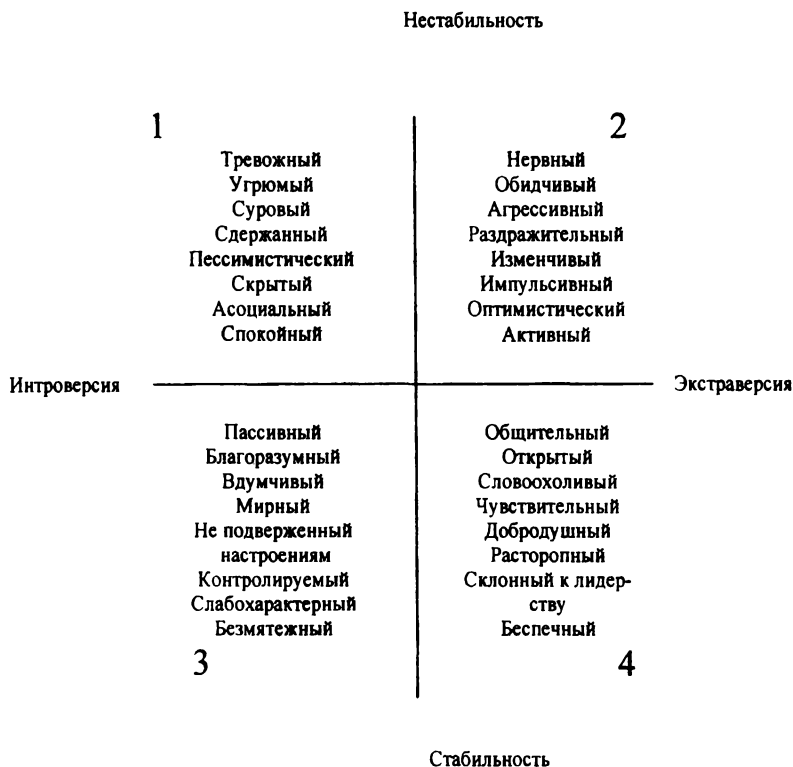 Нестабильность
1
Тревожный
Угрюмый
Суровый
Сдержанный
Пессимистический
Скрытый
Асоциальный
Спокойный
2
Нервный
Обидчивый
Агрессивный
Раздражительный
Изменчивый
Импульсивный
Оптимистический
Активный
Интроверсия
Экстраверсия
Пассивный
Благоразумный
Вдумчивый
Мирный
Не подверженный
настроениям
Контролируемый
Слабохарактерный
Безмятежный
3
Общительный
Открытый
Словоохоливый
Чувствительный
Добродушный
Расторопный
Склонный к лидер-
ству
Беспечный
4
Стабильность